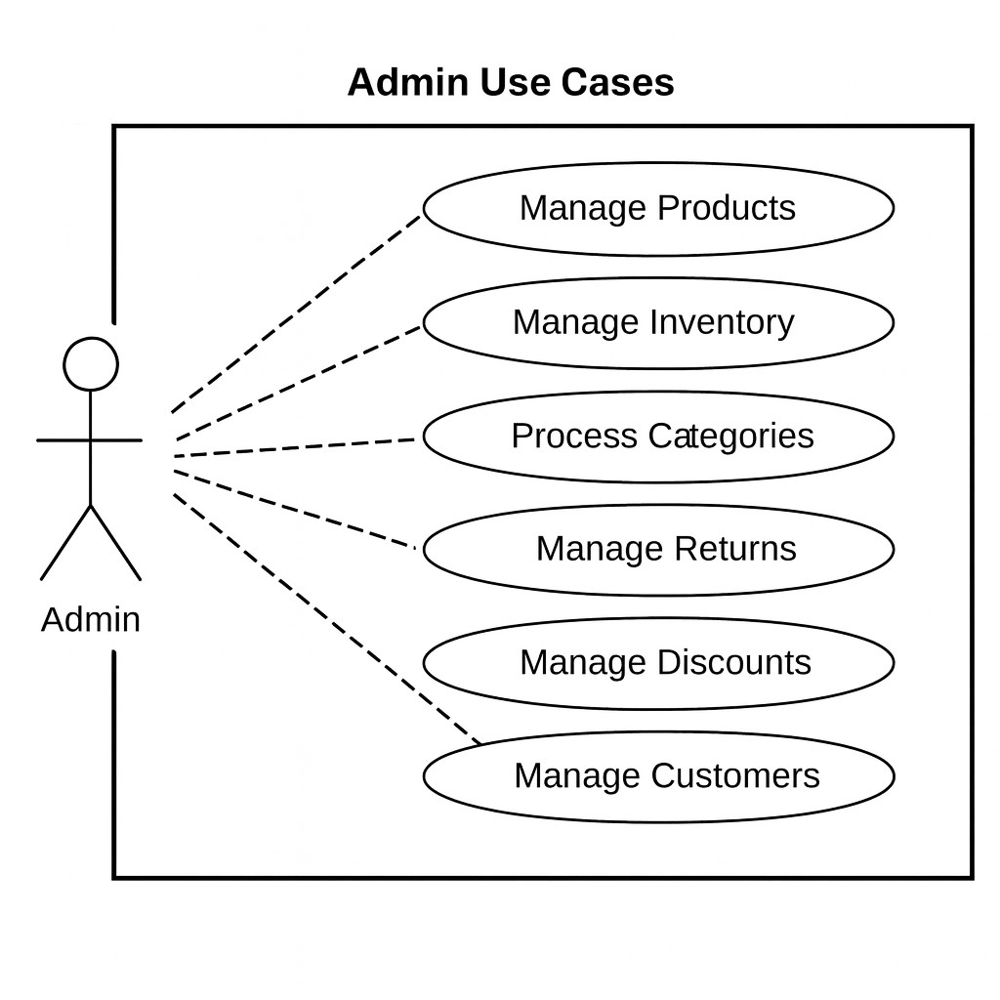 Admin Use Cases
Manage Products
Manage Inventory
Process Categories
Manage Returns
Admin
Manage Discounts
Manage Customers